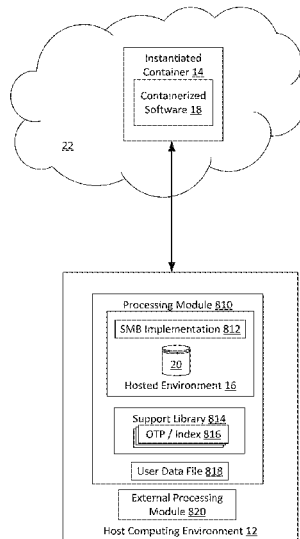 Instantiated
Container 14
Containerized
Software 18
22
Processing Module 810
SMB Implementation 812
20
Hosted Environment 16
Support Library 814
OTP / Index 816
User Data File 818
External Processing
Module 820
Host Computing Environment 12